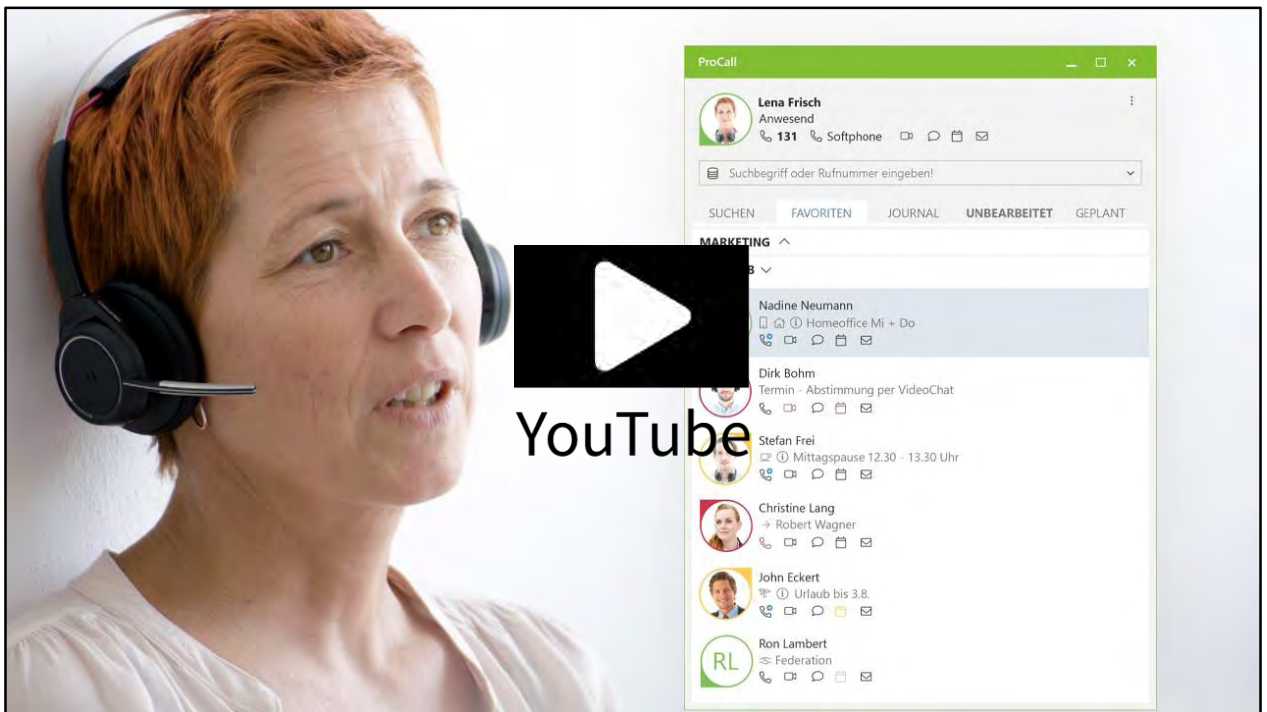 ProCall
Lena Frisch
Anwesend
131 Softphone
Suchbegriff oder Rufnummer eingeben!
SUCHEN FAVORITEN JOURNAL UNBEARBEITET GEPLANT
MARKETING
B
Nadine Neumann
Homeoffice Mi + Do
Dirk Bohm
Termin - Abstimmung per VideoChat
YouTube
Stefan Frei
Mittagspause 12.30 - 13.30 Uhr
Christine Lang
→ Robert Wagner
John Eckert
Urlaub bis 3.8.
RL
Ron Lambert
Federation